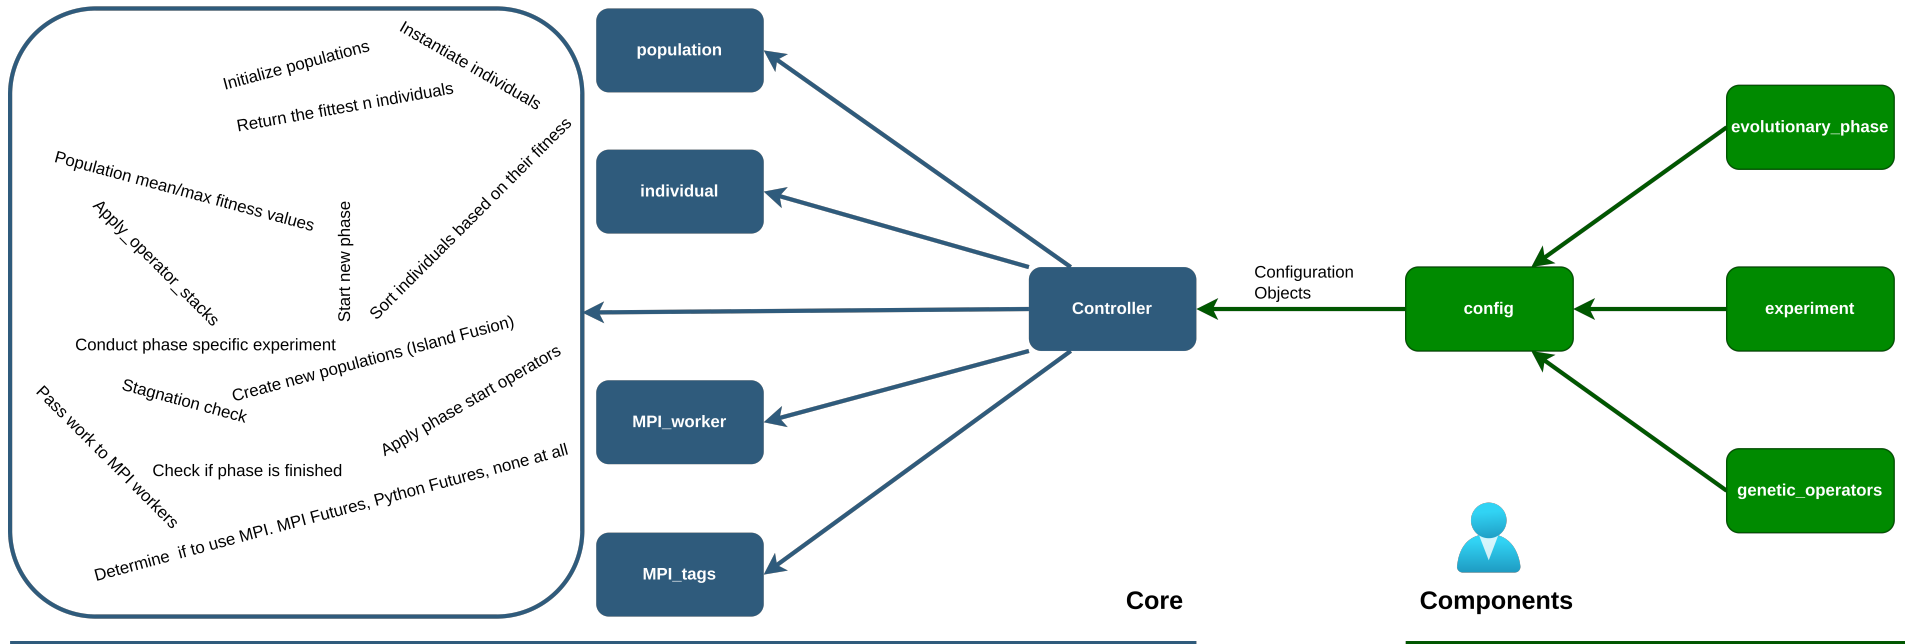 Instantiate individuals
Initialize populations
Return the fittest n individuals
Sort individuals based on their fitness
Population mean/max fitness values
Apply_operator_stacks
Start new phase
Conduct phase specific experiment
Create new populations (Island Fusion)
Stagnation check
Apply phase start operators
Pass work to MPI workers
Check if phase is finished
Determine  if to use MPI. MPI Futures, Python Futures, none at all
population
individual
MPI_worker
MPI_tags
Controller
Configuration
Objects
config
evolutionary_phase
experiment
genetic_operators
Core
Components